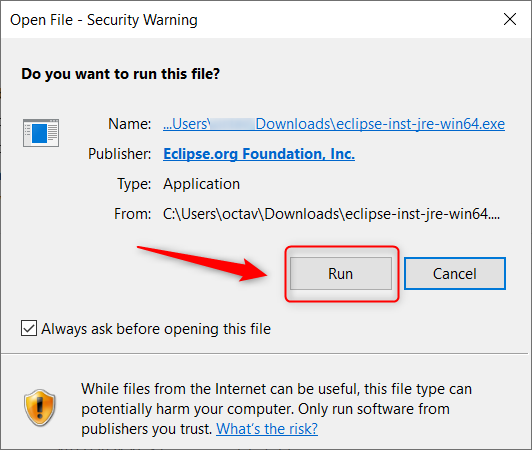 Open File - Security Warning
Do you want to run this file?
Name: ...Users\ Downloads\eclipse-inst-jre-win64.exe
Publisher: Eclipse.org Foundation, Inc.
Type: Application
From: C:\Users\octav\Downloads\eclipse-inst-jre-win64....
Run Cancel
Always ask before opening this file
While files from the Internet can be useful, this file type can
potentially harm your computer. Only run software from
publishers you trust. What's the risk?